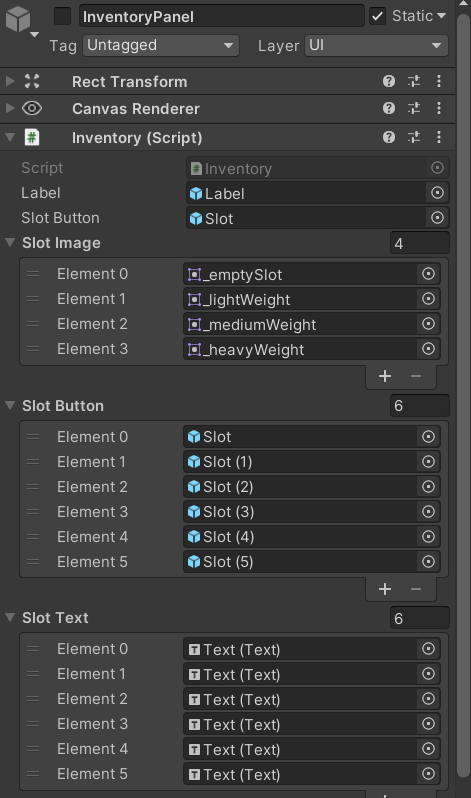 InventoryPanel Static
Tag Untagged Layer UI
Rect Transform
Canvas Renderer
# Inventory (Script)
Script # Inventory
Label Label
Slot Button Slot
Slot Image 4
Element 0 _emptySlot
Element 1 _lightWeight
Element 2 _mediumWeight
Element 3 _heavyWeight
Slot Button 6
Element 0 Slot
Element 1 Slot (1)
Element 2 Slot (2)
Element 3 Slot (3)
Element 4 Slot (4)
Element 5 Slot (5)
Slot Text 6
Element 0 T Text (Text)
Element 1 T Text (Text)
Element 2 T Text (Text)
Element 3 T Text (Text)
Element 4 T Text (Text)
Element 5 T Text (Text)